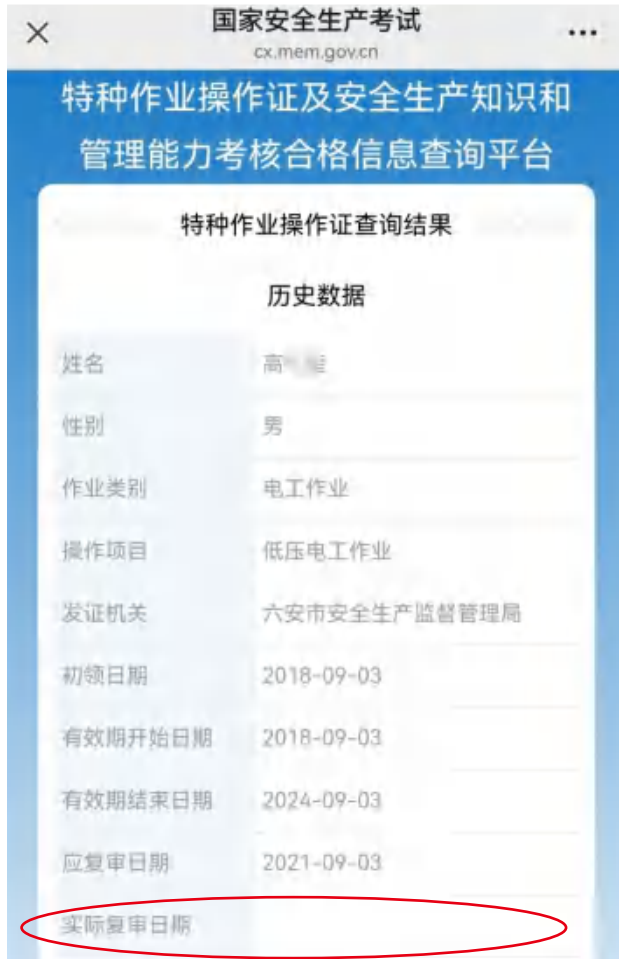 国家安全生产考试
cx.mem.gov.cn
特种作业操作证及安全生产知识和
管理能力考核合格信息查询平台
特种作业操作证查询结果
历史数据
姓名 高
性别 男
作业类别 电工作业
操作项目 低压电工作业
发证机关 六安市安全生产监督管理局
初领日期 2018-09-03
有效期开始日期 2018-09-03
有效期结束日期 2024-09-03
应复审日期 2021-09-03
实际复审日期